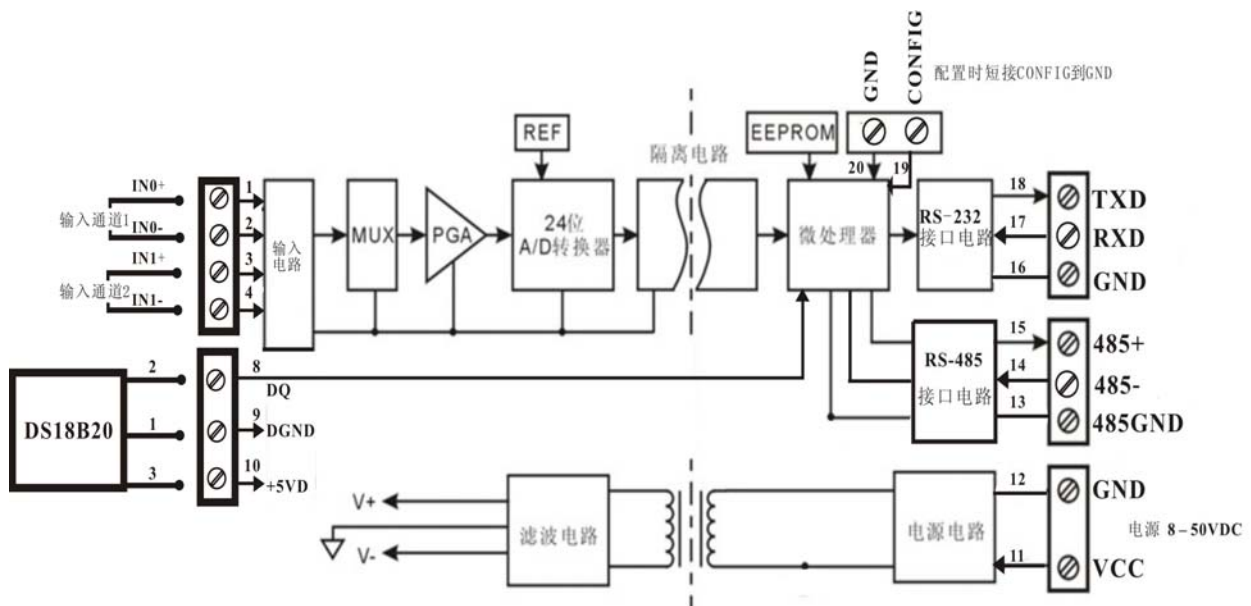 GND
CONFIG
配置时短接CONFIG到GND
REF
隔离电路
EEPROM
20
19
IN0+
输入通道1
IN0-
IN1+
输入通道2
IN1-
1
2
3
4
输入
电路
MUX
PGA
24位
A/D转换器
微处理器
RS-232
接口电路
18
17
16
TXD
RXD
GND
DS18B20
2
1
3
8
DQ
9
DGND
10
+5VD
RS-485
接口电路
15
14
13
485+
485-
485GND
V+
V-
滤波电路
电源电路
12
11
GND
电源 8-50VDC
VCC